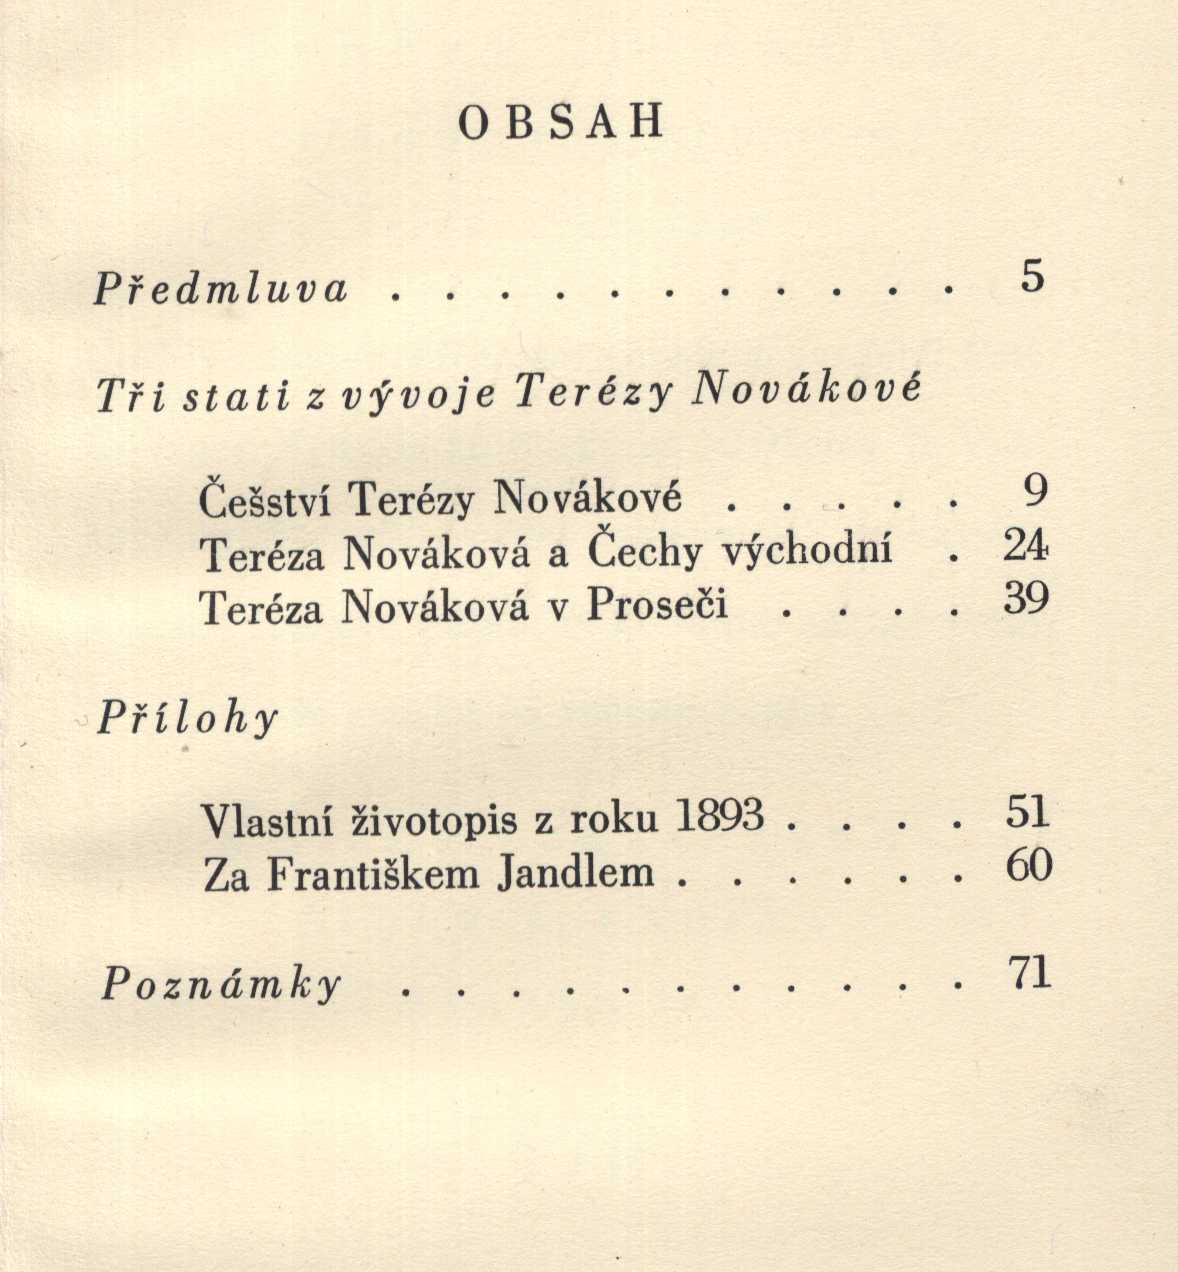 OBSAH
Předmluva . . . . . . . . . . . 5
Tři stati z vývoje Terézy Novákové
Češství Terézy Novákové . . . . . 9
Teréza Nováková a Čechy východní . 24
Teréza Nováková v Proseči . . . . 39
Přílohy
Vlastní životopis z roku 1893 . . . . 51
Za Františkem Jandlem . . . . . . 60
Poznámky . . . . . . . . . . . 71